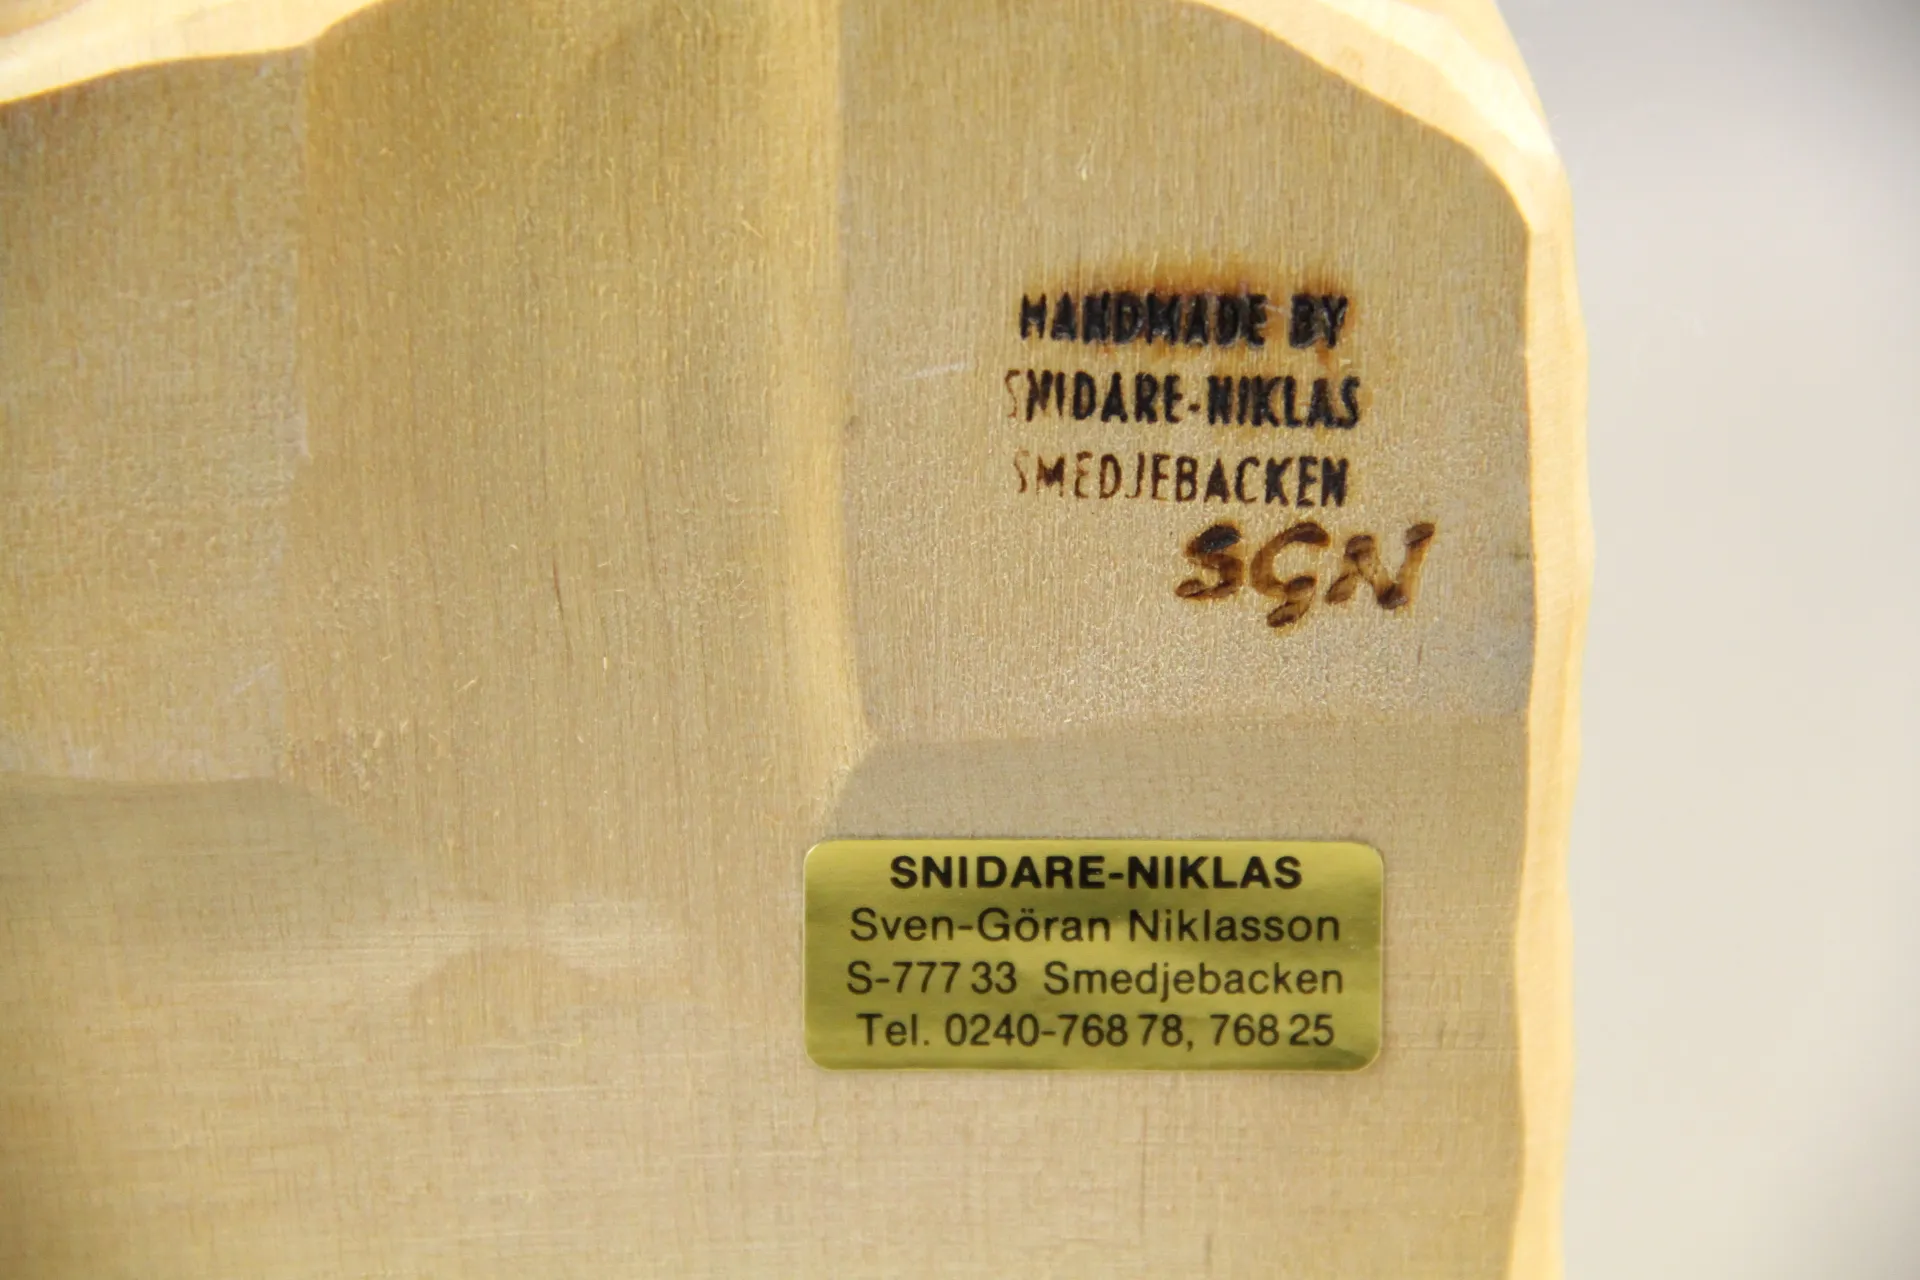 HANDMADE BY
SNIDARE-NIKLAS
SMEDJEBACKEN
SGN
SNIDARE-NIKLAS
Sven-Göran Niklasson
S-777 33 Smedjebacken
Tel. 0240-768 78, 768 25